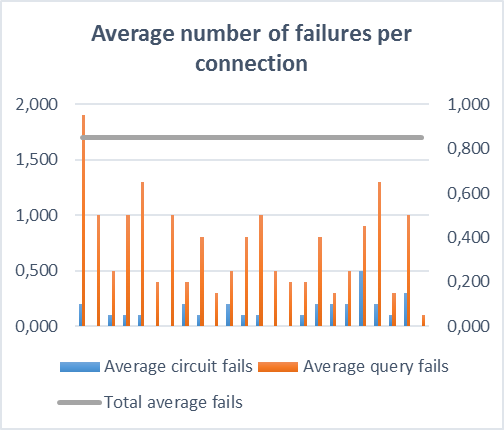 Average number of failures per
connection
2,000
1,500
1,000
0,500
0,000
1,000
0,800
0,600
0,400
0,200
0,000
Average circuit fails
Average query fails
Total average fails